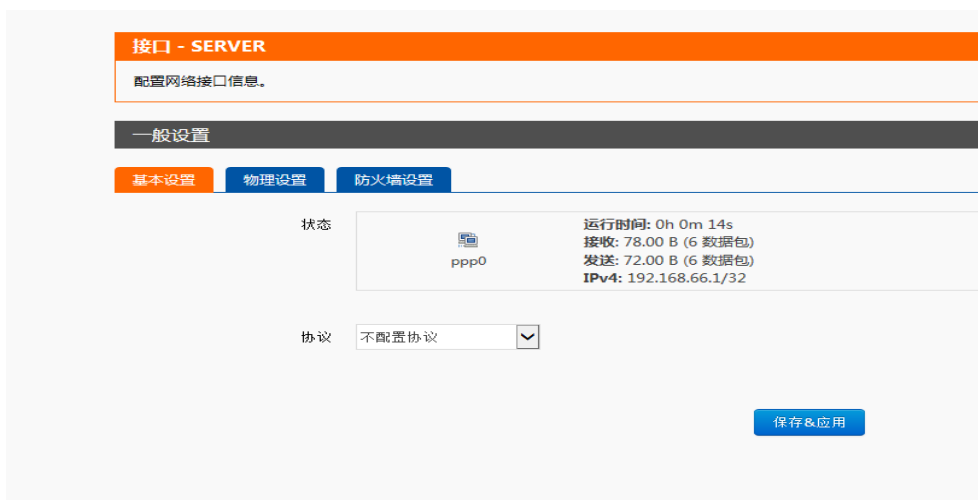 接口 - SERVER
配置网络接口信息。
一般设置
基本设置 物理设置 防火墙设置
状态
ppp0
运行时间: 0h 0m 14s
接收: 78.00 B (6 数据包)
发送: 72.00 B (6 数据包)
IPv4: 192.168.66.1/32
协议 不配置协议
保存&应用